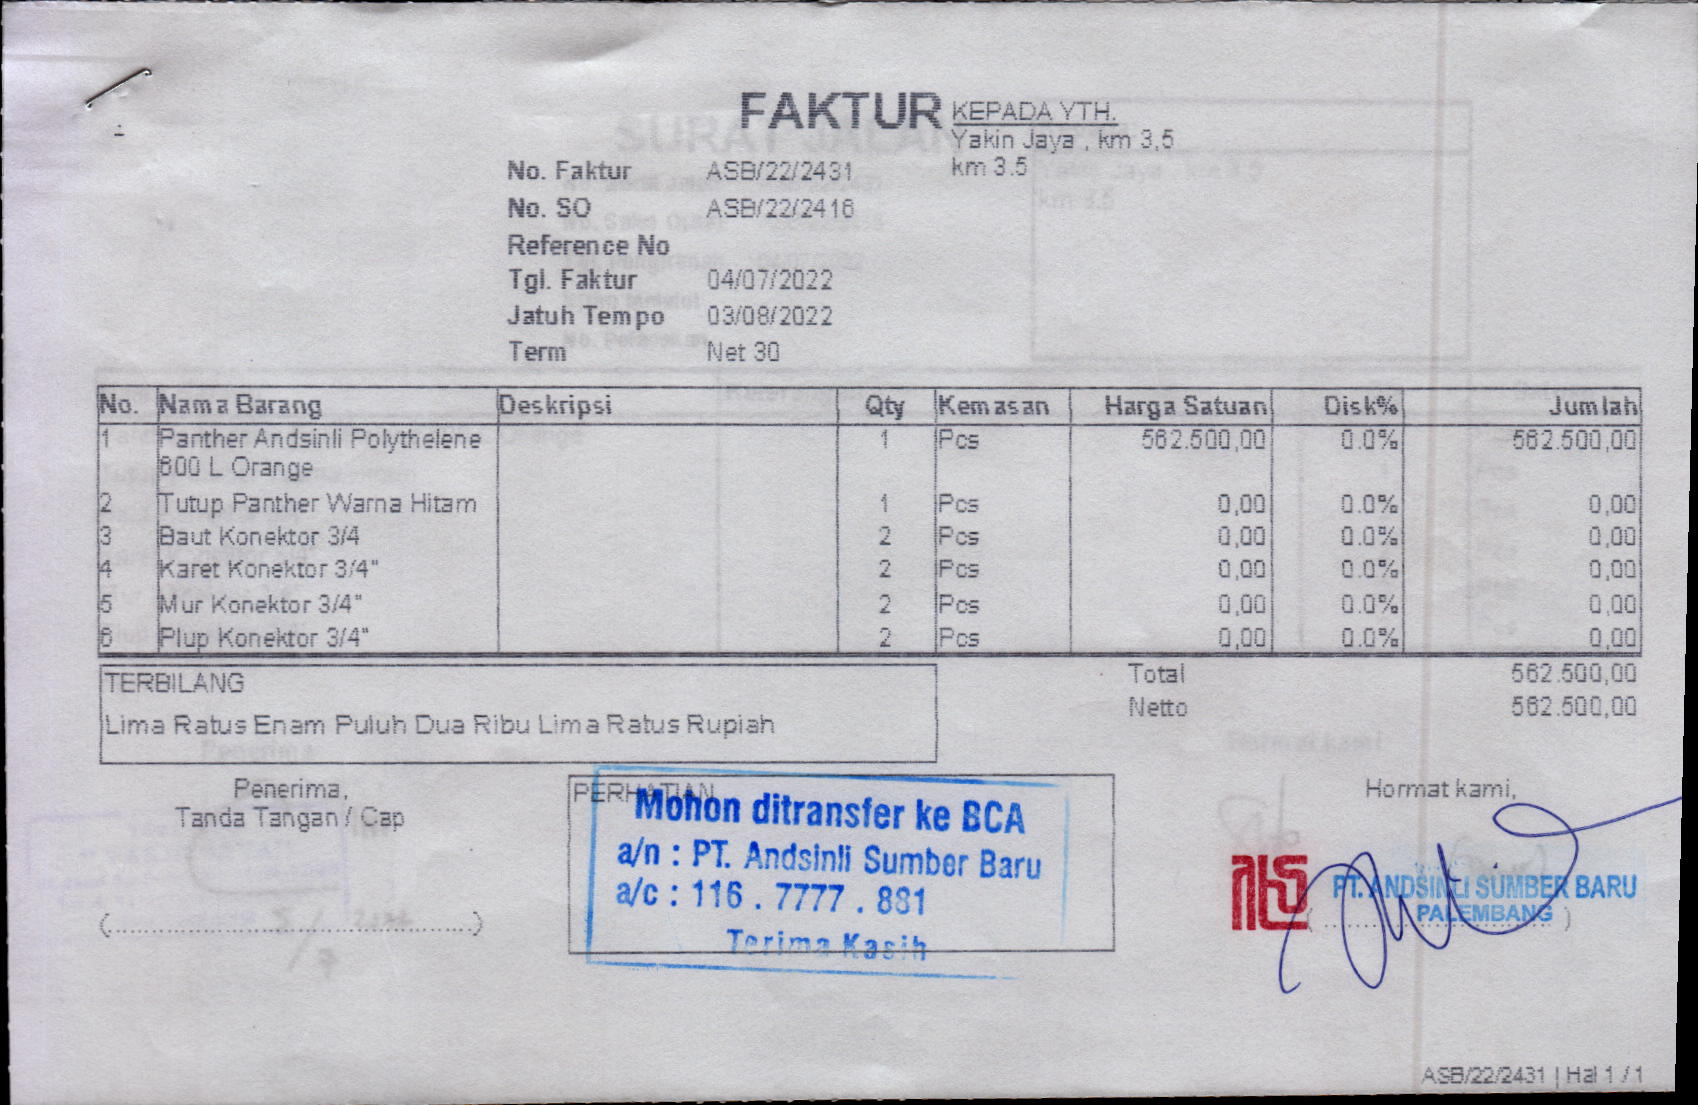 FAKTUR
KEPADA YTH.
Yakin Jaya , km 3,5
km 3.5
No. Faktur ASB/22/2431
No. SO ASB/22/2416
Reference No
Tgl. Faktur 04/07/2022
Jatuh Tempo 03/08/2022
Term Net 30
No. Nama Barang Deskripsi Qty Kemasan Harga Satuan Disk% Jumlah
1 Panther Andsinli Polythelene 1 Pcs 562.500,00 0.0% 562.500,00
600 L Orange
2 Tutup Panther Warna Hitam 1 Pcs 0,00 0.0% 0,00
3 Baut Konektor 3/4 2 Pcs 0,00 0.0% 0,00
4 Karet Konektor 3/4" 2 Pcs 0,00 0.0% 0,00
5 Mur Konektor 3/4" 2 Pcs 0,00 0.0% 0,00
6 Plup Konektor 3/4" 2 Pcs 0,00 0.0% 0,00
TERBILANG
Lima Ratus Enam Puluh Dua Ribu Lima Ratus Rupiah
Total 562.500,00
Netto 562.500,00
Penerima,
Tanda Tangan / Cap
(..........................................................)
PERHATIAN
Mohon ditransfer ke BCA
a/n : PT. Andsinli Sumber Baru
a/c : 116 . 7777 . 881
Terima Kasih
Hormat kami,
PT. ANDSINLI SUMBER BARU
PALEMBANG
ASB/22/2431 | Hal 1 / 1